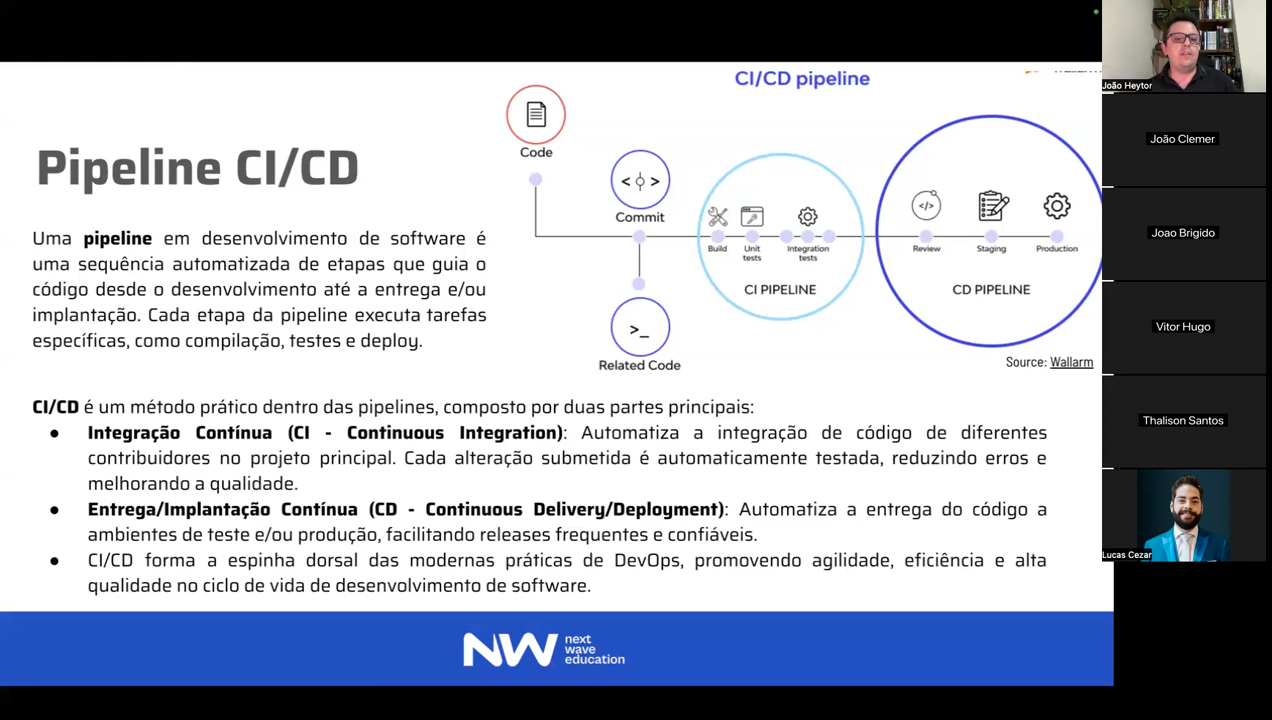 CI/CD pipeline
Code
Commit
Related Code
Build
Unit
tests
Integration
tests
CI PIPELINE
Review
Staging
Production
CD PIPELINE
Source: Wallarm
Pipeline CI/CD
Uma pipeline em desenvolvimento de software é
uma sequência automatizada de etapas que guia o
código desde o desenvolvimento até a entrega e/ou
implantação. Cada etapa da pipeline executa tarefas
específicas, como compilação, testes e deploy.
CI/CD é um método prático dentro das pipelines, composto por duas partes principais:
● Integração Contínua (CI - Continuous Integration): Automatiza a integração de código de diferentes
contribuidores no projeto principal. Cada alteração submetida é automaticamente testada, reduzindo erros e
melhorando a qualidade.
● Entrega/Implantação Contínua (CD - Continuous Delivery/Deployment): Automatiza a entrega do código a
ambientes de teste e/ou produção, facilitando releases frequentes e confiáveis.
● CI/CD forma a espinha dorsal das modernas práticas de DevOps, promovendo agilidade, eficiência e alta
qualidade no ciclo de vida de desenvolvimento de software.
NW next
wave
education
João Heytor
João Clemer
Joao Brigido
Vitor Hugo
Thalison Santos
Lucas Cezar